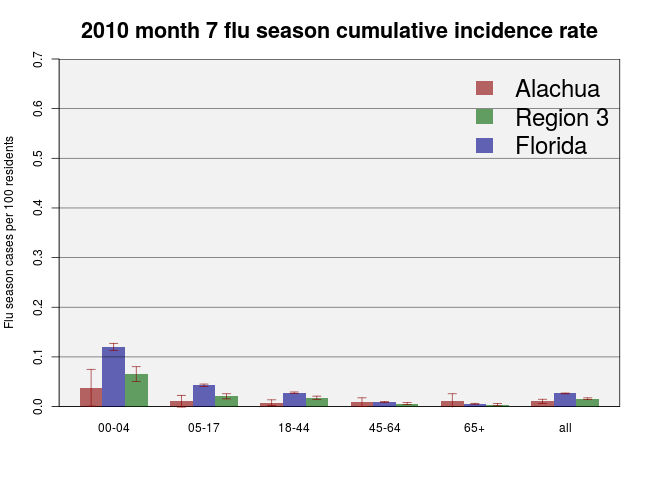 2010 month 7 flu season cumulative incidence rate
Flu season cases per 100 residents
0.7
0.6
0.5
0.4
0.3
0.2
0.1
0.0
Alachua
Region 3
Florida
00-04 05-17 18-44 45-64 65+ all